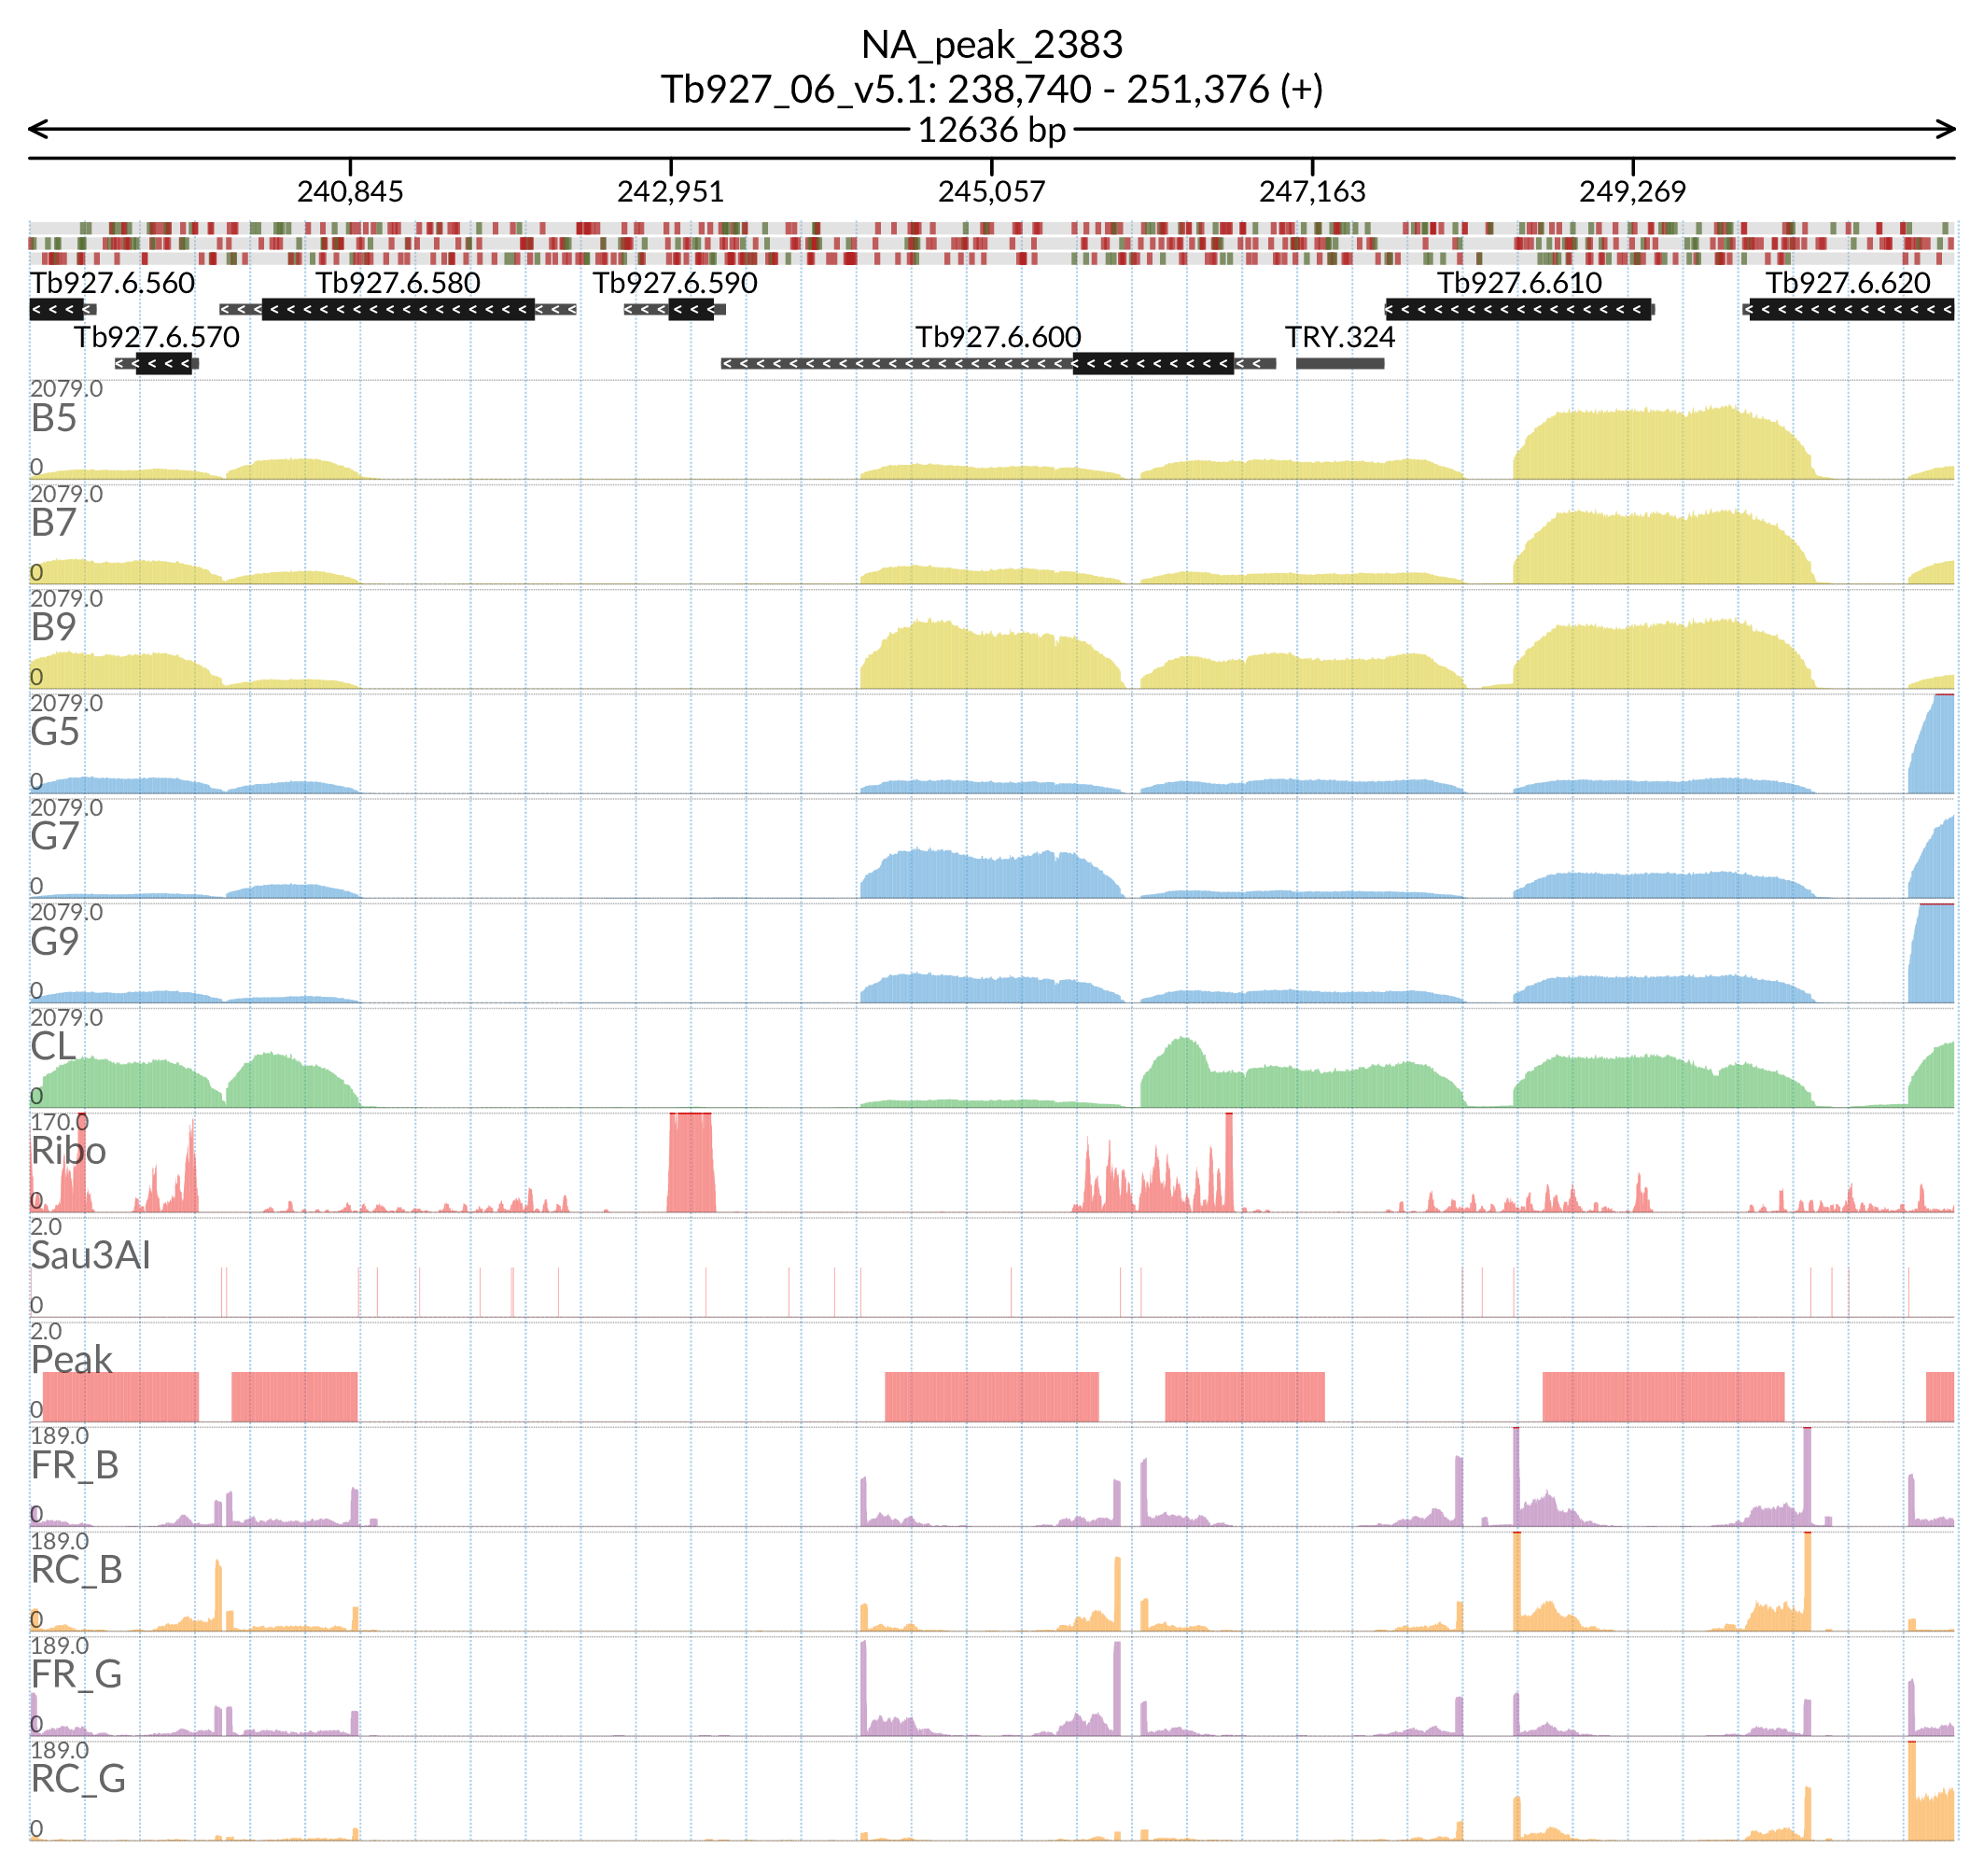 NA_peak_2383
Tb927_06_v5.1: 238,740 - 251,376 (+)
12636 bp
240,845 242,951 245,057 247,163 249,269
Tb927.6.560 Tb927.6.580 Tb927.6.590 Tb927.6.610 Tb927.6.620
Tb927.6.570 Tb927.6.600 TRY.324
2079.0
B5
0
2079.0
B7
0
2079.0
B9
0
2079.0
G5
0
2079.0
G7
0
2079.0
G9
0
2079.0
CL
0
170.0
Ribo
0
2.0
Sau3AI
0
2.0
Peak
0
189.0
FR_B
0
189.0
RC_B
0
189.0
FR_G
0
189.0
RC_G
0